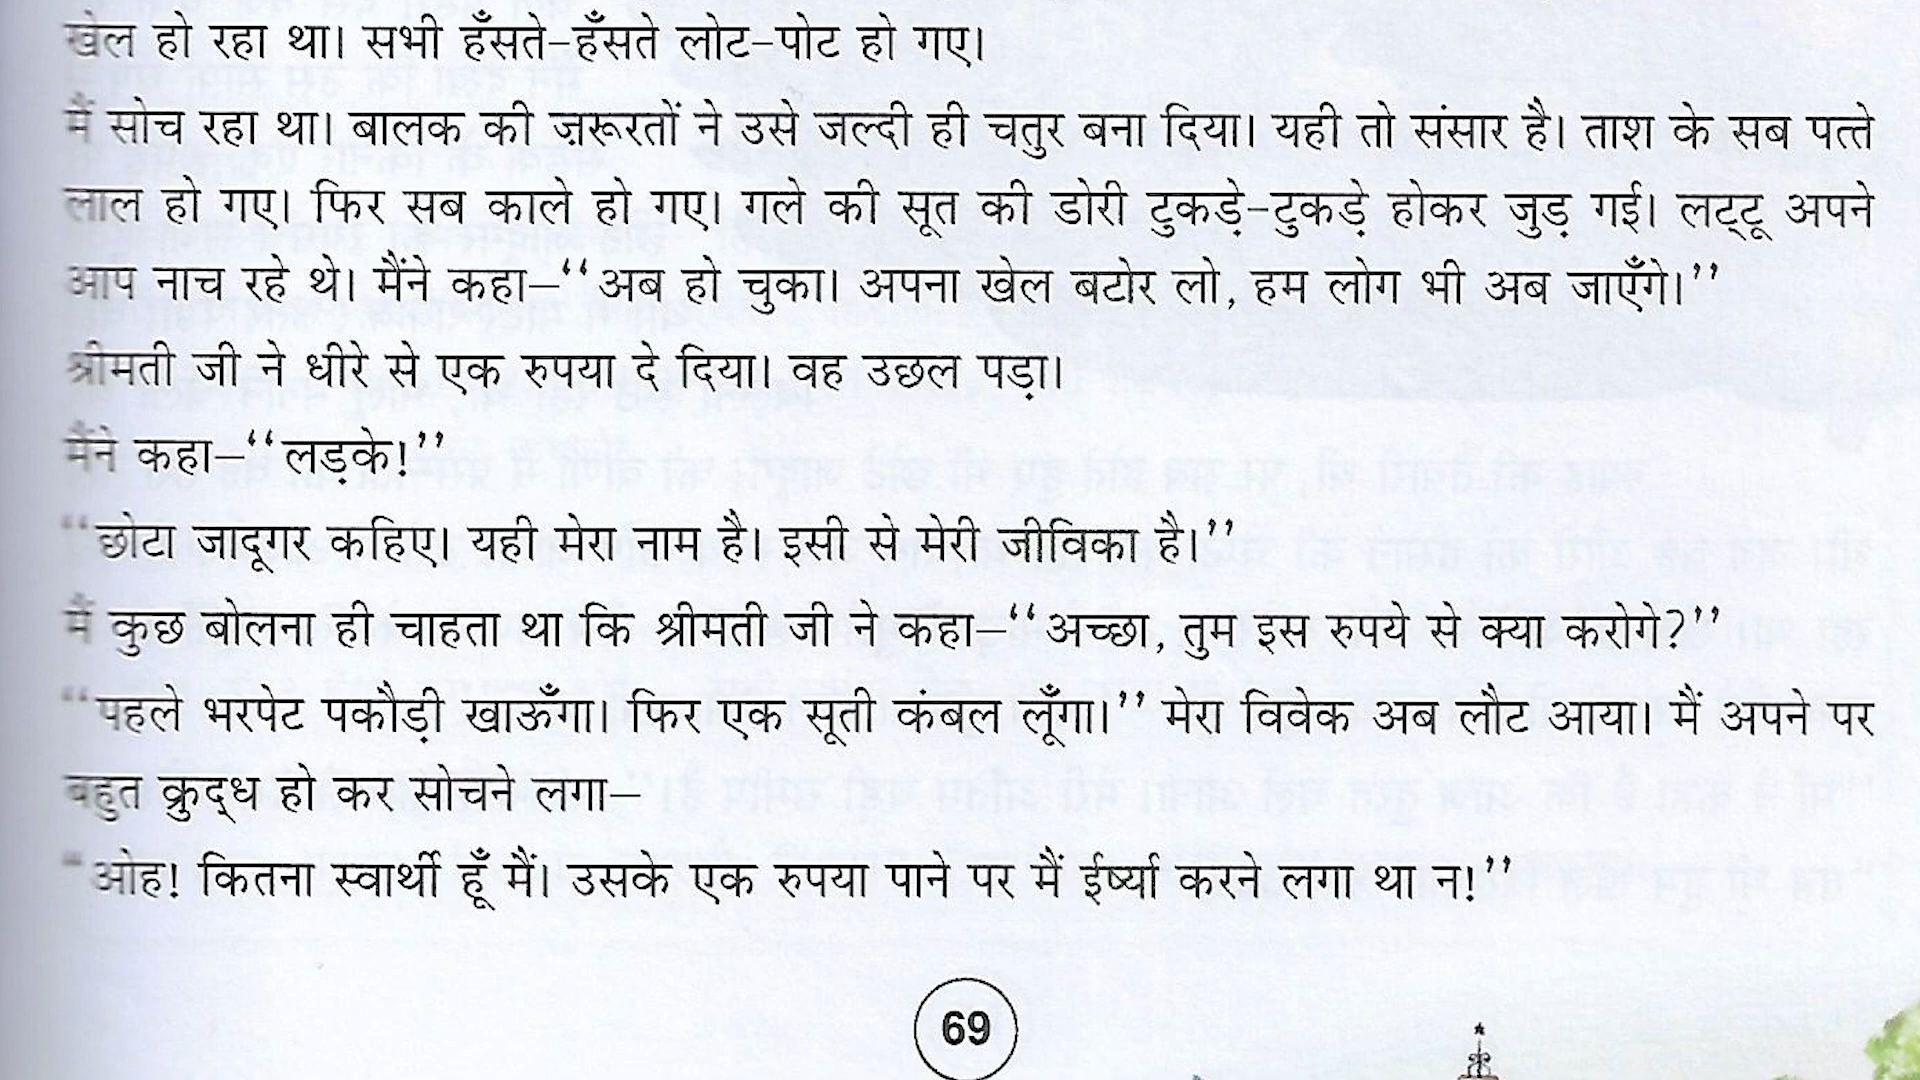 खेल हो रहा था। सभी हँसते-हँसते लोट-पोट हो गए।
मैं सोच रहा था। बालक की ज़रूरतों ने उसे जल्दी ही चतुर बना दिया। यही तो संसार है। ताश के सब पत्ते
लाल हो गए। फिर सब काले हो गए। गले की सूत की डोरी टुकड़े-टुकड़े होकर जुड़ गई। लट्टू अपने
आप नाच रहे थे। मैंने कहा–“अब हो चुका। अपना खेल बटोर लो, हम लोग भी अब जाएँगे।”
श्रीमती जी ने धीरे से एक रुपया दे दिया। वह उछल पड़ा।
मैंने कहा–“लड़के!”
“छोटा जादूगर कहिए। यही मेरा नाम है। इसी से मेरी जीविका है।”
मैं कुछ बोलना ही चाहता था कि श्रीमती जी ने कहा–“अच्छा, तुम इस रुपये से क्या करोगे?”
“पहले भरपेट पकौड़ी खाऊँगा। फिर एक सूती कंबल लूँगा।” मेरा विवेक अब लौट आया। मैं अपने पर
बहुत क्रुद्ध हो कर सोचने लगा–
“ओह! कितना स्वार्थी हूँ मैं। उसके एक रुपया पाने पर मैं ईर्ष्या करने लगा था न!”
69